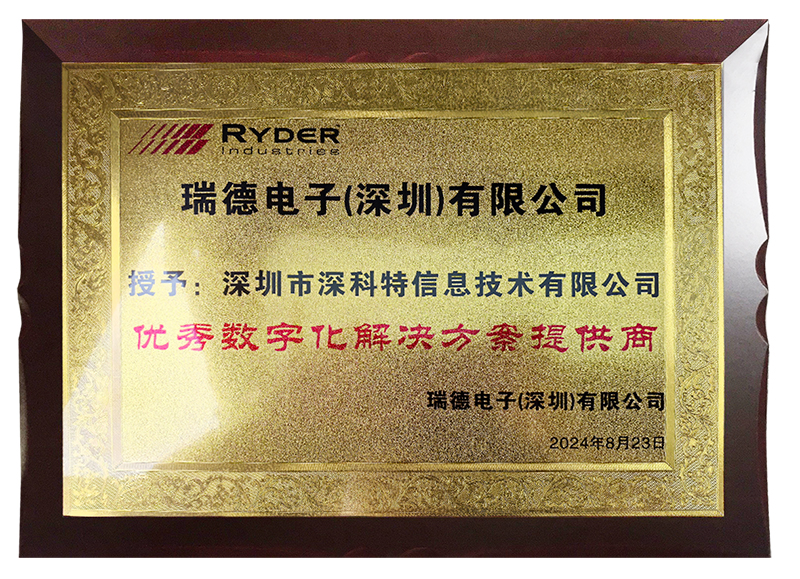 RYDER
Industries
瑞德电子(深圳)有限公司
授予：深圳市深科特信息技术有限公司
优秀数字化解决方案提供商
瑞德电子(深圳)有限公司
2024年8月23日